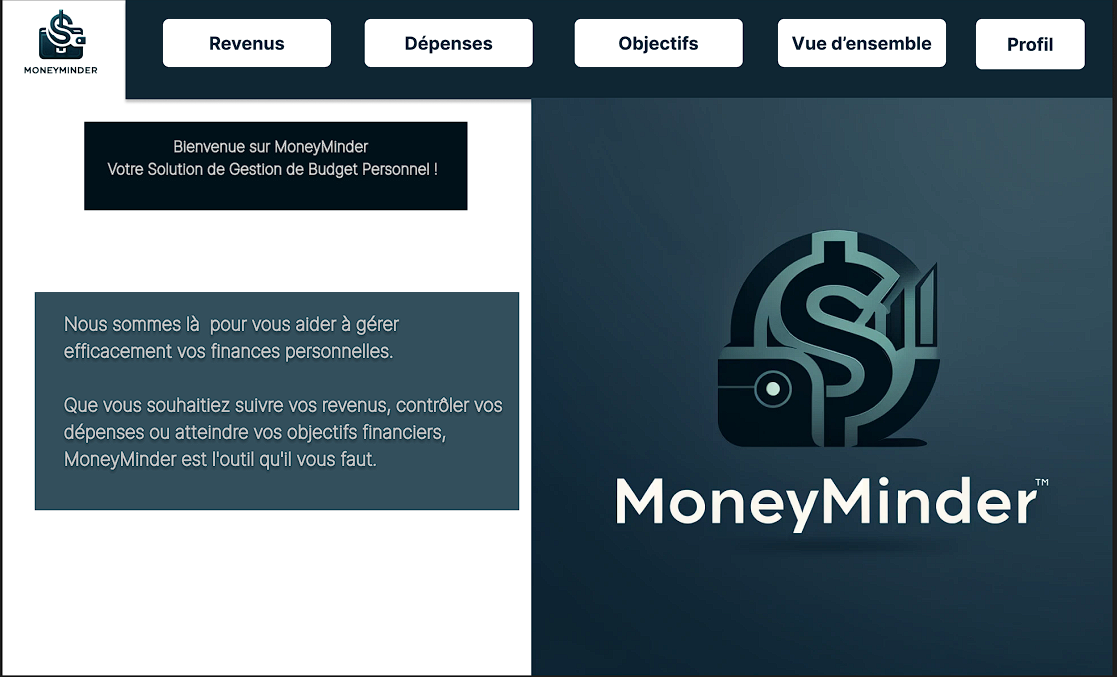 MONEYMINDER
Revenus
Dépenses
Objectifs
Vue d’ensemble
Profil
Bienvenue sur MoneyMinder
Votre Solution de Gestion de Budget Personnel !
Nous sommes là pour vous aider à gérer
efficacement vos finances personnelles.
Que vous souhaitiez suivre vos revenus, contrôler vos
dépenses ou atteindre vos objectifs financiers,
MoneyMinder est l'outil qu'il vous faut.
MoneyMinder™